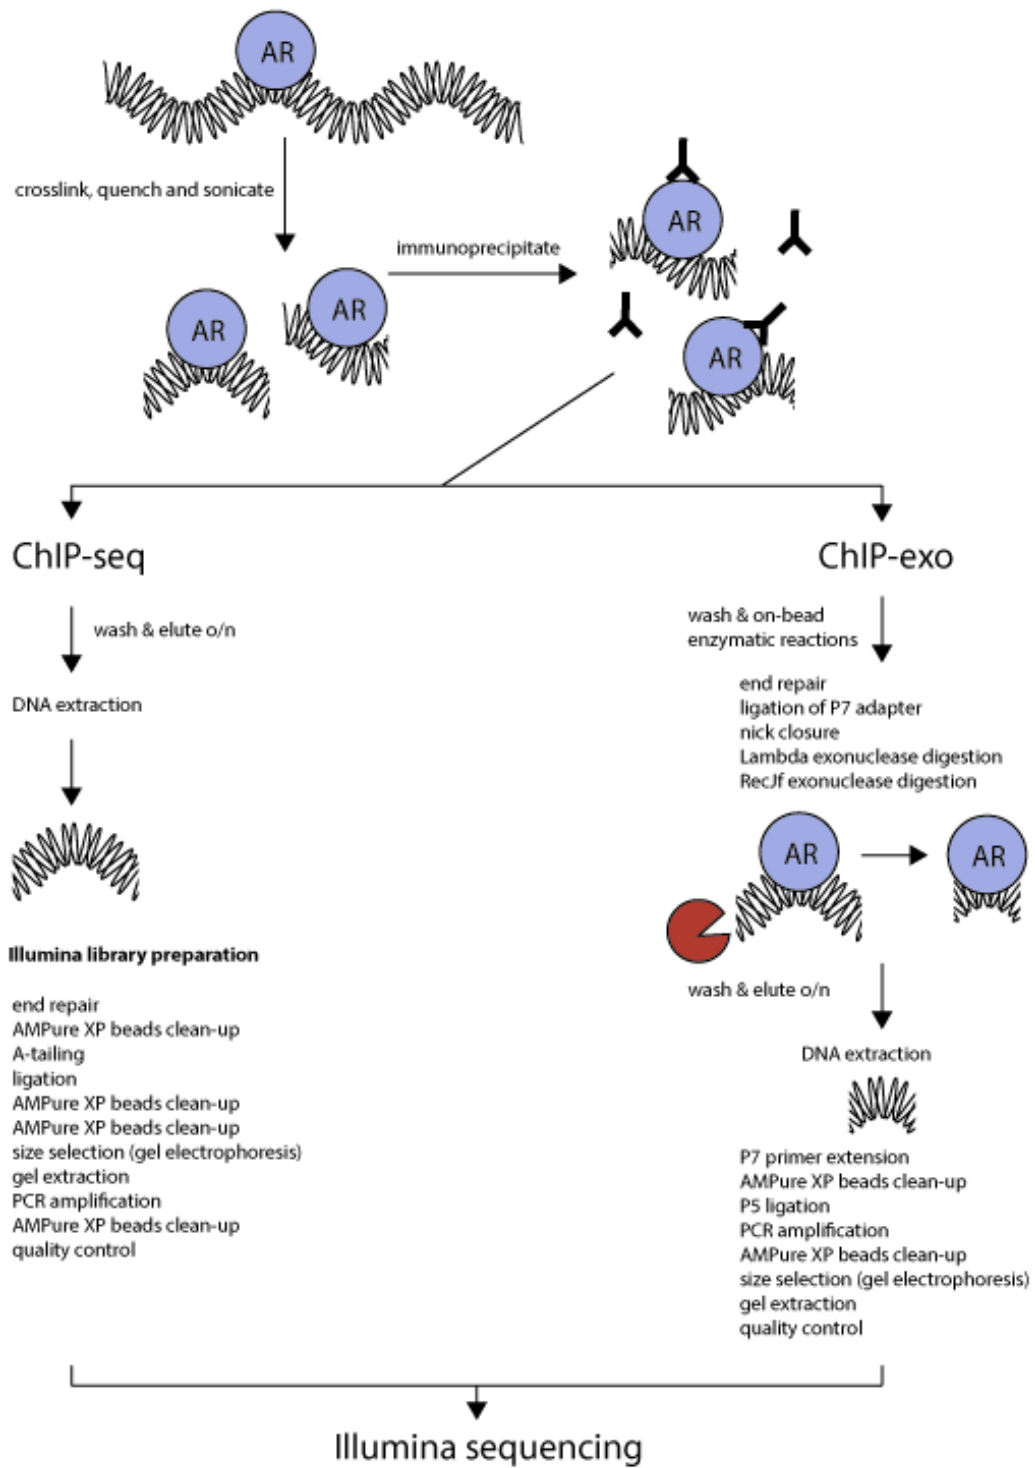 AR
crosslink, quench and sonicate
immunoprecipitate
AR
AR
AR
AR
ChIP-seq
wash & elute o/n
DNA extraction
Illumina library preparation
end repair
AMPure XP beads clean-up
A-tailing
ligation
AMPure XP beads clean-up
AMPure XP beads clean-up
size selection (gel electrophoresis)
gel extraction
PCR amplification
AMPure XP beads clean-up
quality control
ChIP-exo
wash & on-bead
enzymatic reactions
end repair
ligation of P7 adapter
nick closure
Lambda exonuclease digestion
RecJf exonuclease digestion
AR
AR
wash & elute o/n
DNA extraction
P7 primer extension
AMPure XP beads clean-up
P5 ligation
PCR amplification
AMPure XP beads clean-up
size selection (gel electrophoresis)
gel extraction
quality control
Illumina sequencing